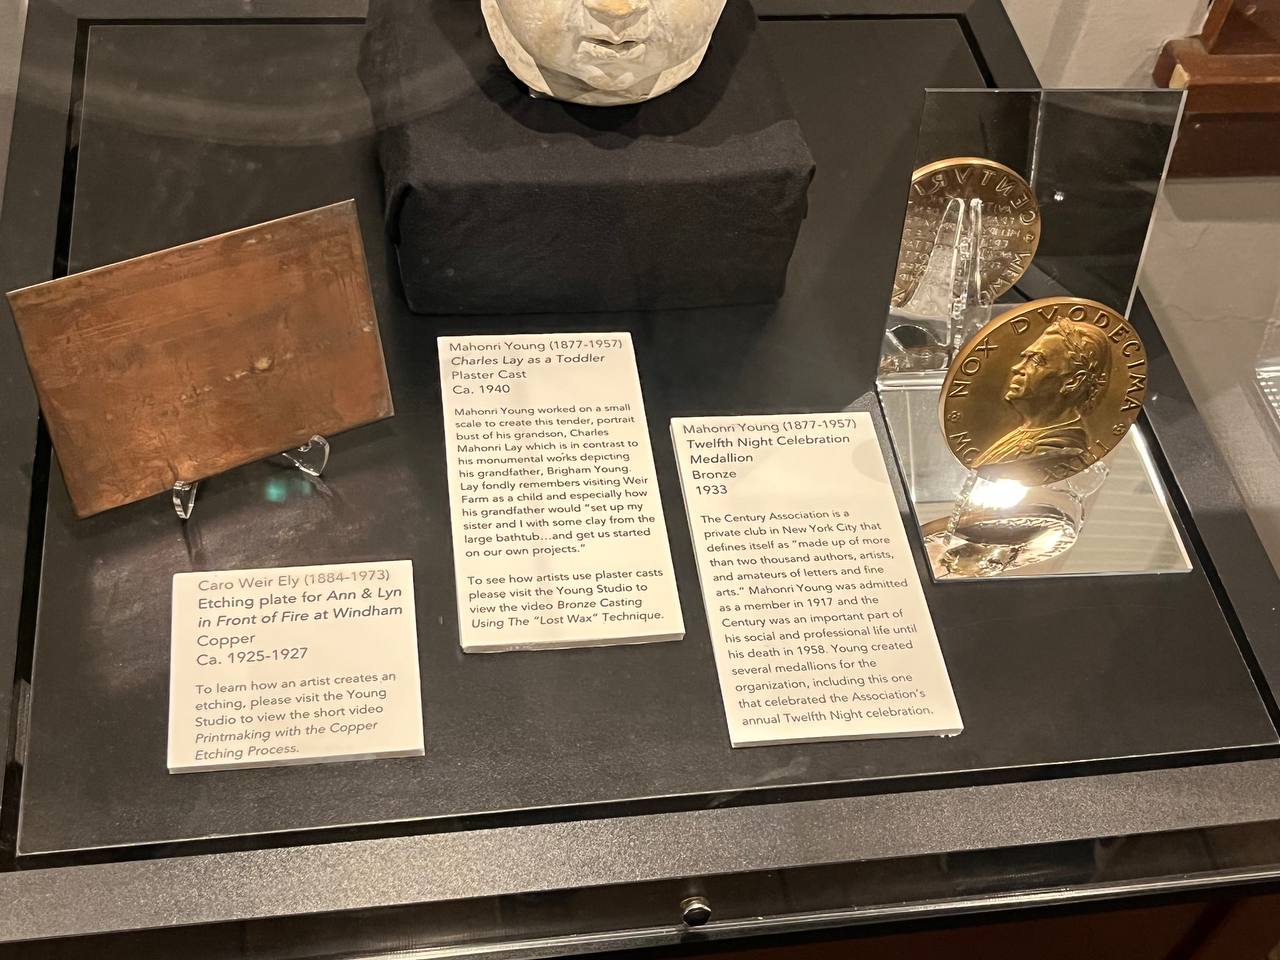 Caro Weir Ely (1884-1973)
Etching plate for Ann & Lyn
in Front of Fire at Windham
Copper
Ca. 1925-1927
To learn how an artist creates an
etching, please visit the Young
Studio to view the short video
Printmaking with the Copper
Etching Process.
Mahonri Young (1877-1957)
Charles Lay as a Toddler
Plaster Cast
Ca. 1940
Mahonri Young worked on a small
scale to create this tender, portrait
bust of his grandson, Charles
Mahonri Lay which is in contrast to
his monumental works depicting
his grandfather, Brigham Young.
Lay fondly remembers visiting Weir
Farm as a child and especially how
his grandfather would “set up my
sister and I with some clay from the
large bathtub...and get us started
on our own projects.”
To see how artists use plaster casts
please visit the Young Studio to
view the video Bronze Casting
Using The “Lost Wax” Technique.
Mahonri Young (1877-1957)
Twelfth Night Celebration
Medallion
Bronze
1933
The Century Association is a
private club in New York City that
defines itself as “made up of more
than two thousand authors, artists,
and amateurs of letters and fine
arts.” Mahonri Young was admitted
as a member in 1917 and the
Century was an important part of
his social and professional life until
his death in 1958. Young created
several medallions for the
organization, including this one
that celebrated the Association's
annual Twelfth Night celebration.
NOX DVODECIMA